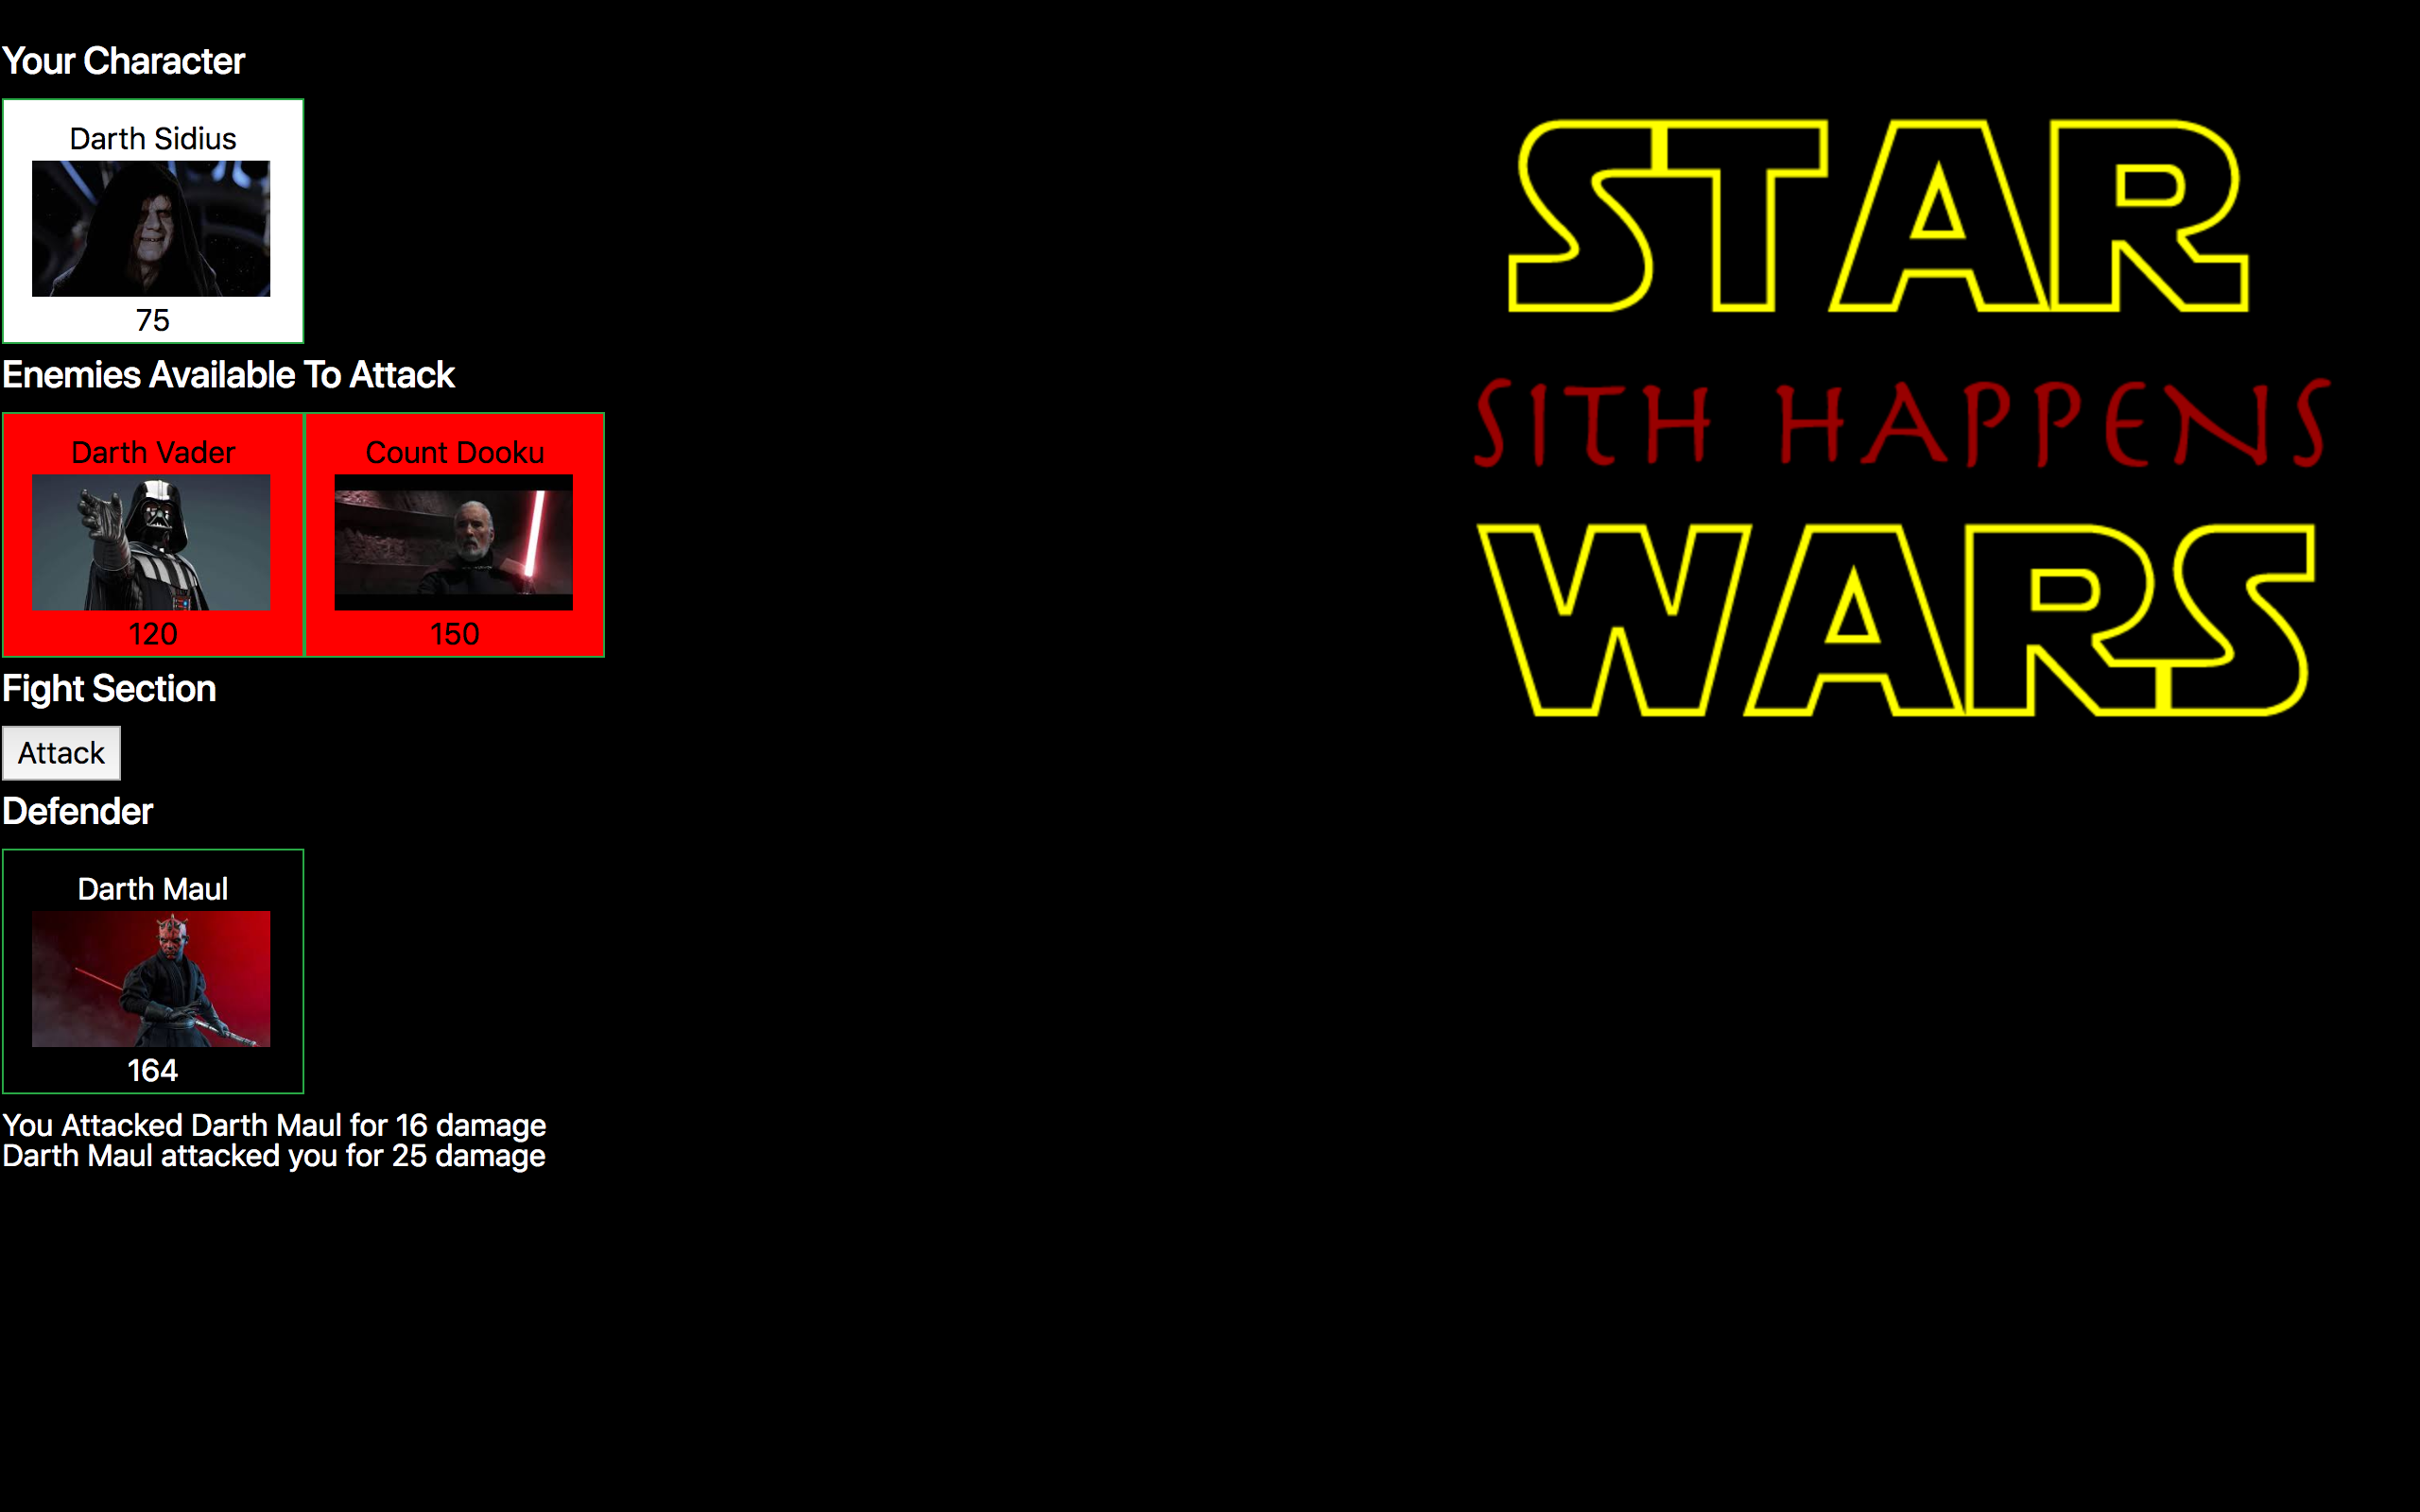 Your Character
Darth Sidius
75
Enemies Available To Attack
Darth Vader
Count Dooku
120
150
Fight Section
Attack
Defender
Darth Maul
164
You Attacked Darth Maul for 16 damage
Darth Maul attacked you for 25 damage
STAR
SITH HAPPENS
WARS